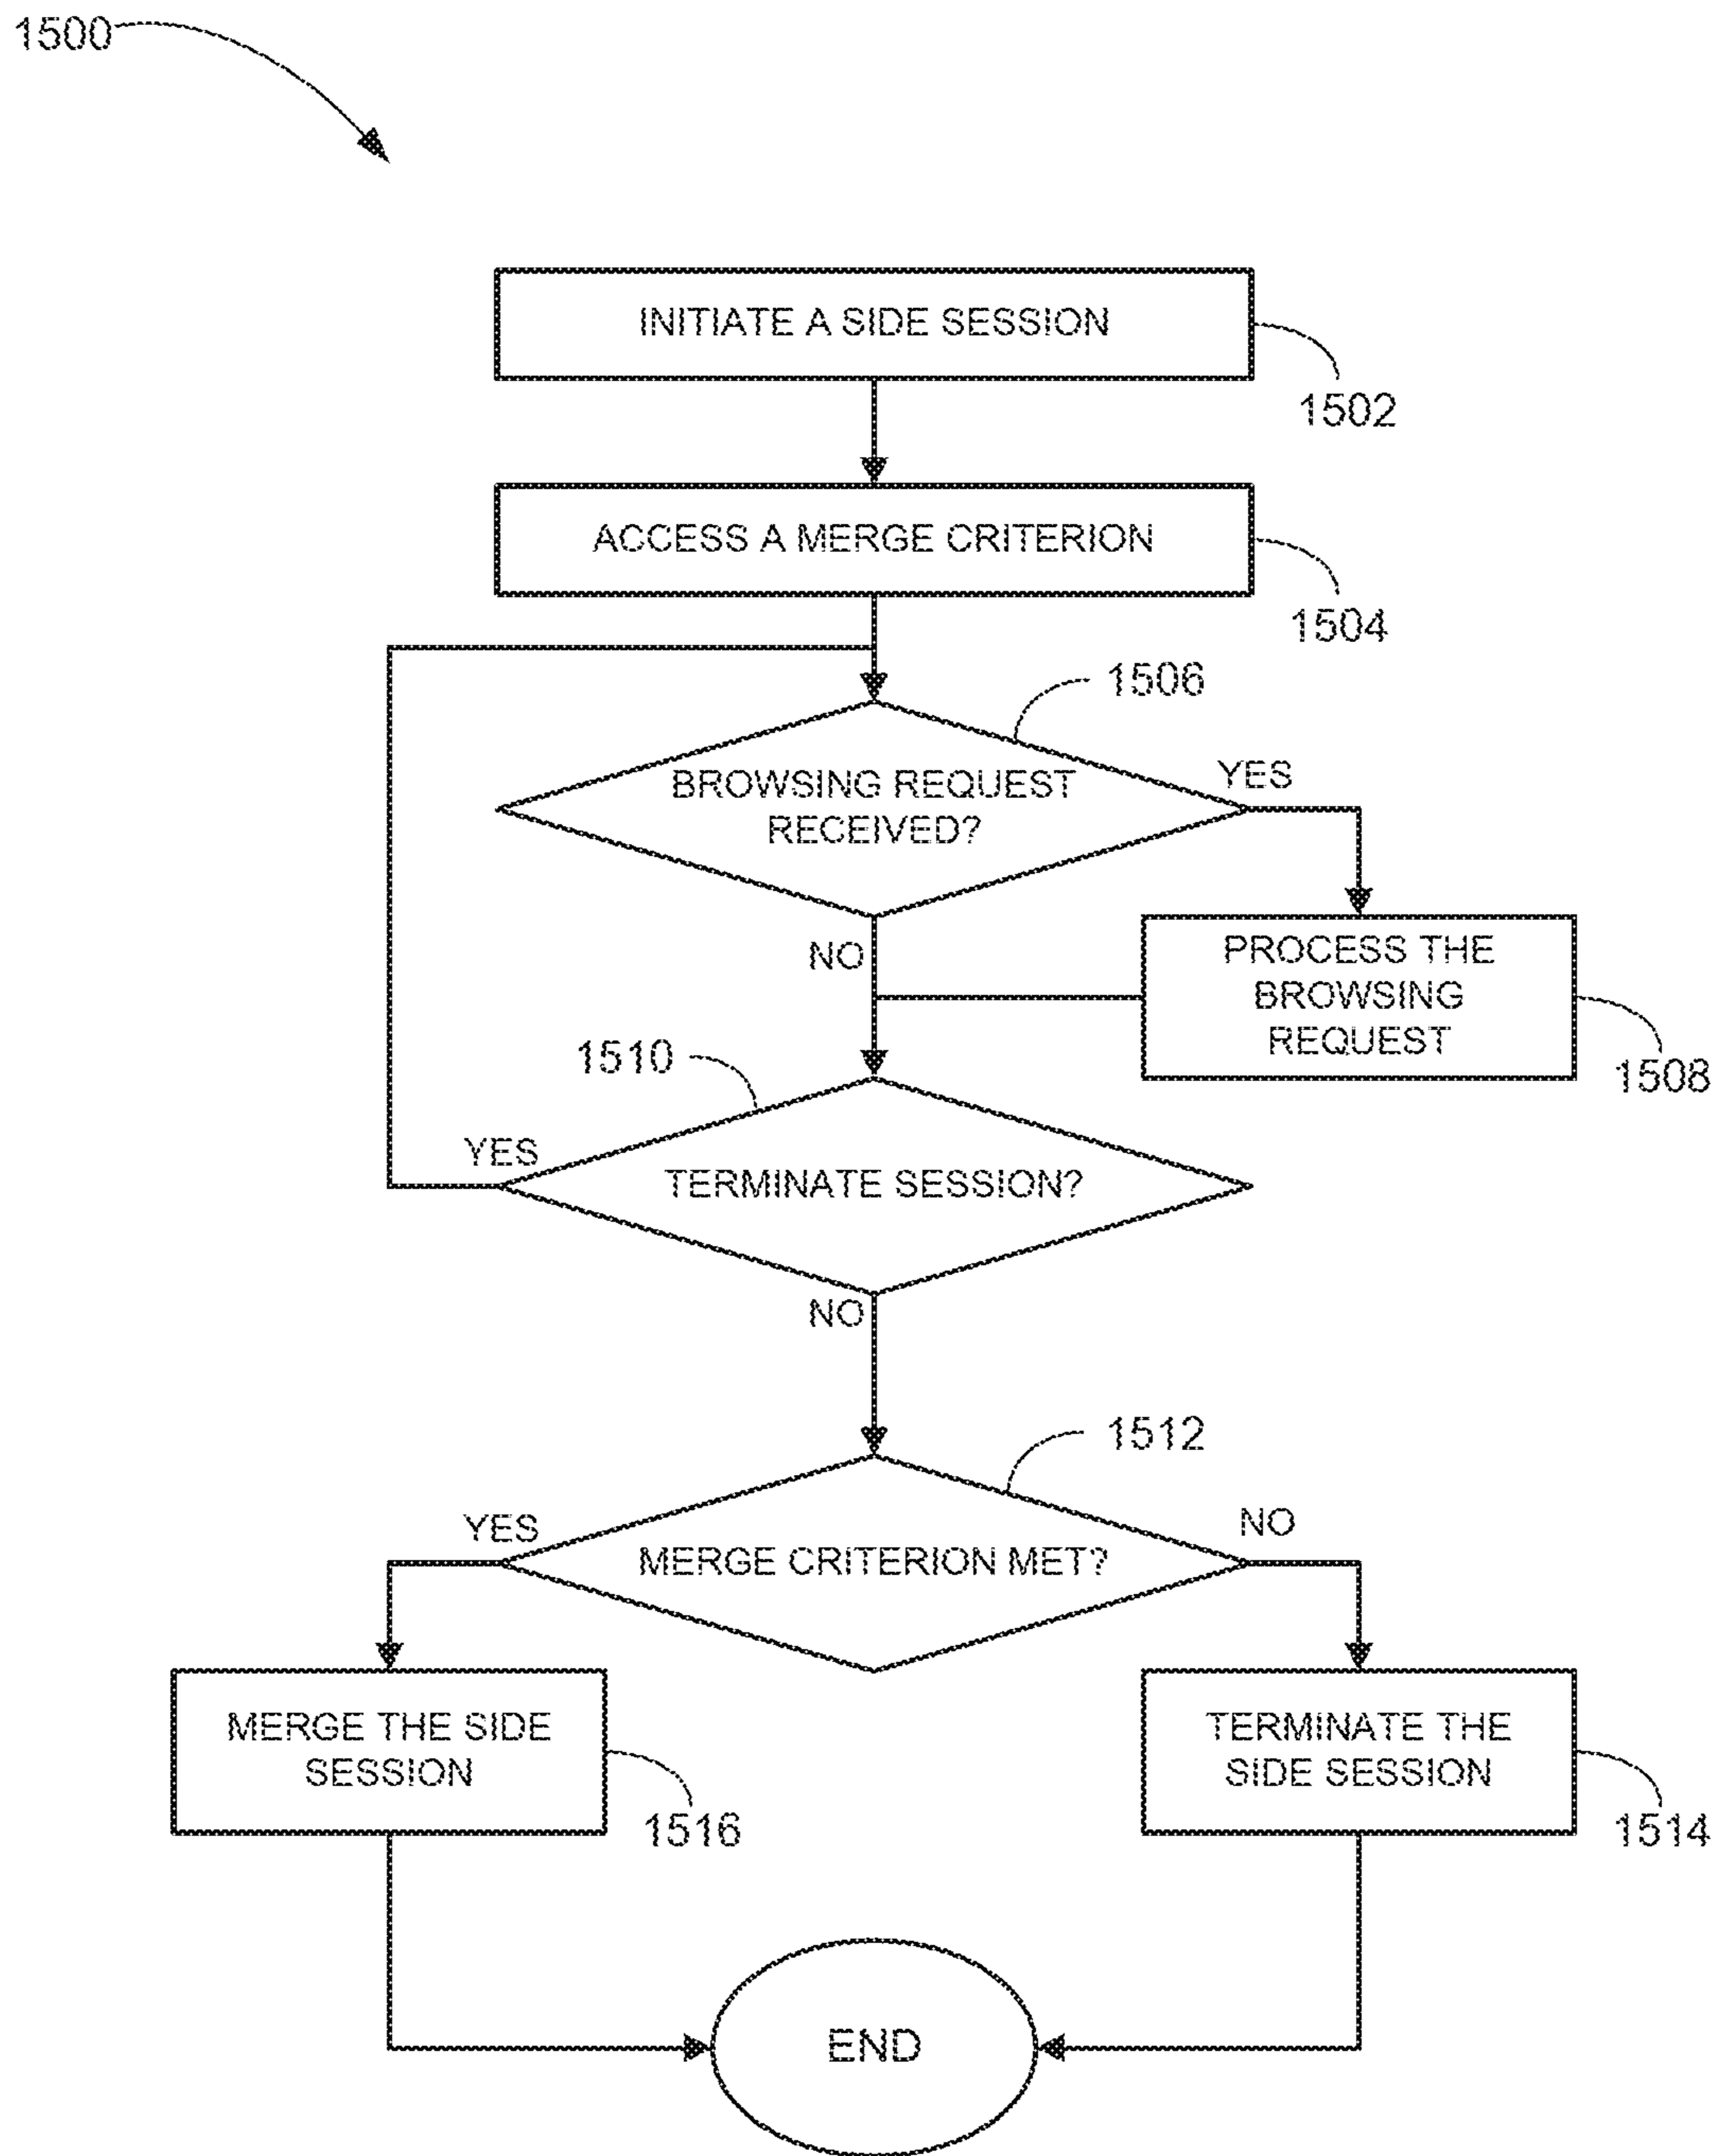 1500
INITIATE A SIDE SESSION
1502
ACCESS A MERGE CRITERION
1504
1506
BROWSING REQUEST
RECEIVED?
YES
NO
PROCESS THE
BROWSING
REQUEST
1508
1510
YES
TERMINATE SESSION?
NO
1512
YES
MERGE CRITERION MET?
NO
MERGE THE SIDE
SESSION
1516
TERMINATE THE
SIDE SESSION
1514
END